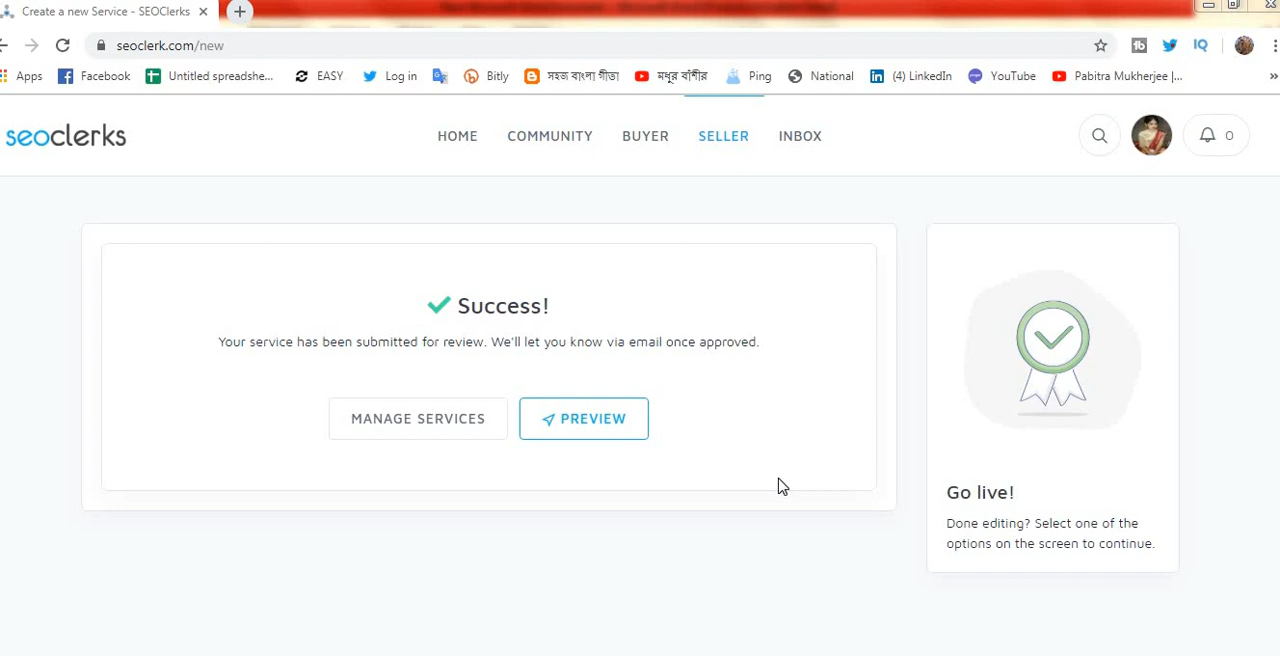 Create a new Service - SEOClerks
seoclerk.com/new
Apps Facebook Untitled spreadshe... EASY Log in Bitly সহজ বাংলা গীতা মধুর বাঁশীর Ping National (4) LinkedIn YouTube Pabitra Mukherjee |... »
seoclerks HOME COMMUNITY BUYER SELLER INBOX 0
Success!
Your service has been submitted for review. We'll let you know via email once approved.
MANAGE SERVICES PREVIEW
Go live!
Done editing? Select one of the
options on the screen to continue.